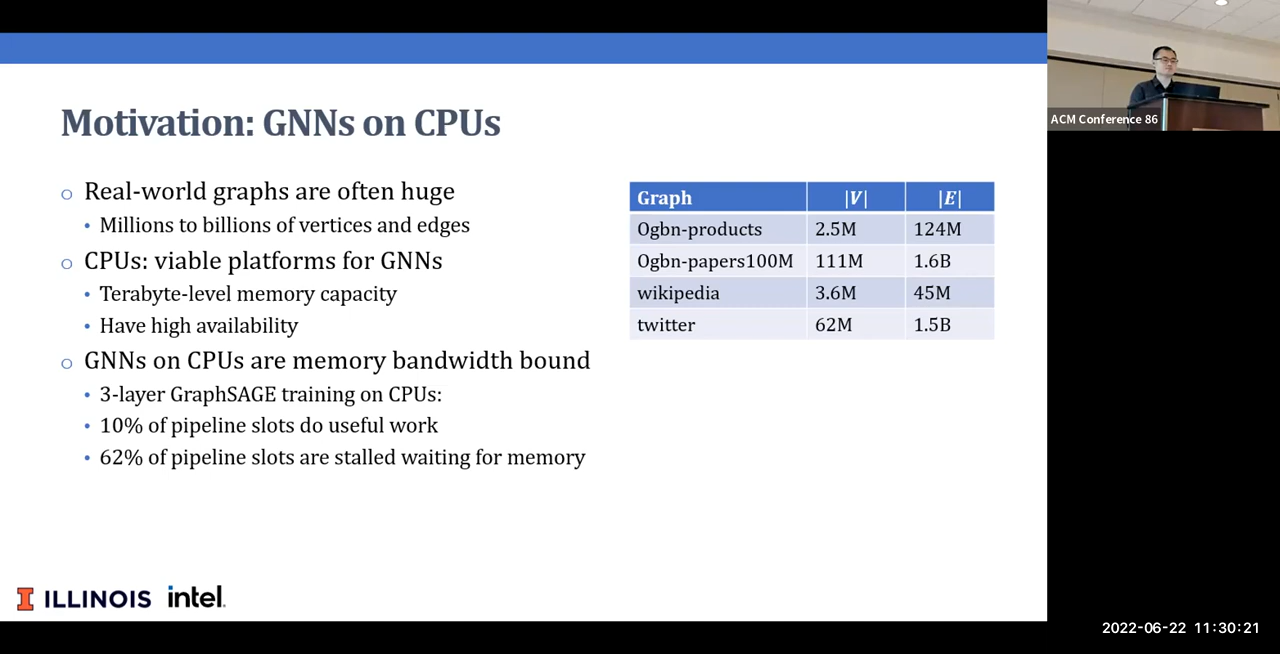 Motivation: GNNs on CPUs
Real-world graphs are often huge
Millions to billions of vertices and edges
CPUs: viable platforms for GNNs
Terabyte-level memory capacity
Have high availability
GNNs on CPUs are memory bandwidth bound
3-layer GraphSAGE training on CPUs:
10% of pipeline slots do useful work
62% of pipeline slots are stalled waiting for memory
Graph |V| |E|
Ogbn-products 2.5M 124M
Ogbn-papers100M 111M 1.6B
wikipedia 3.6M 45M
twitter 62M 1.5B
I ILLINOIS intel.
ACM Conference 86
2022-06-22 11:30:21